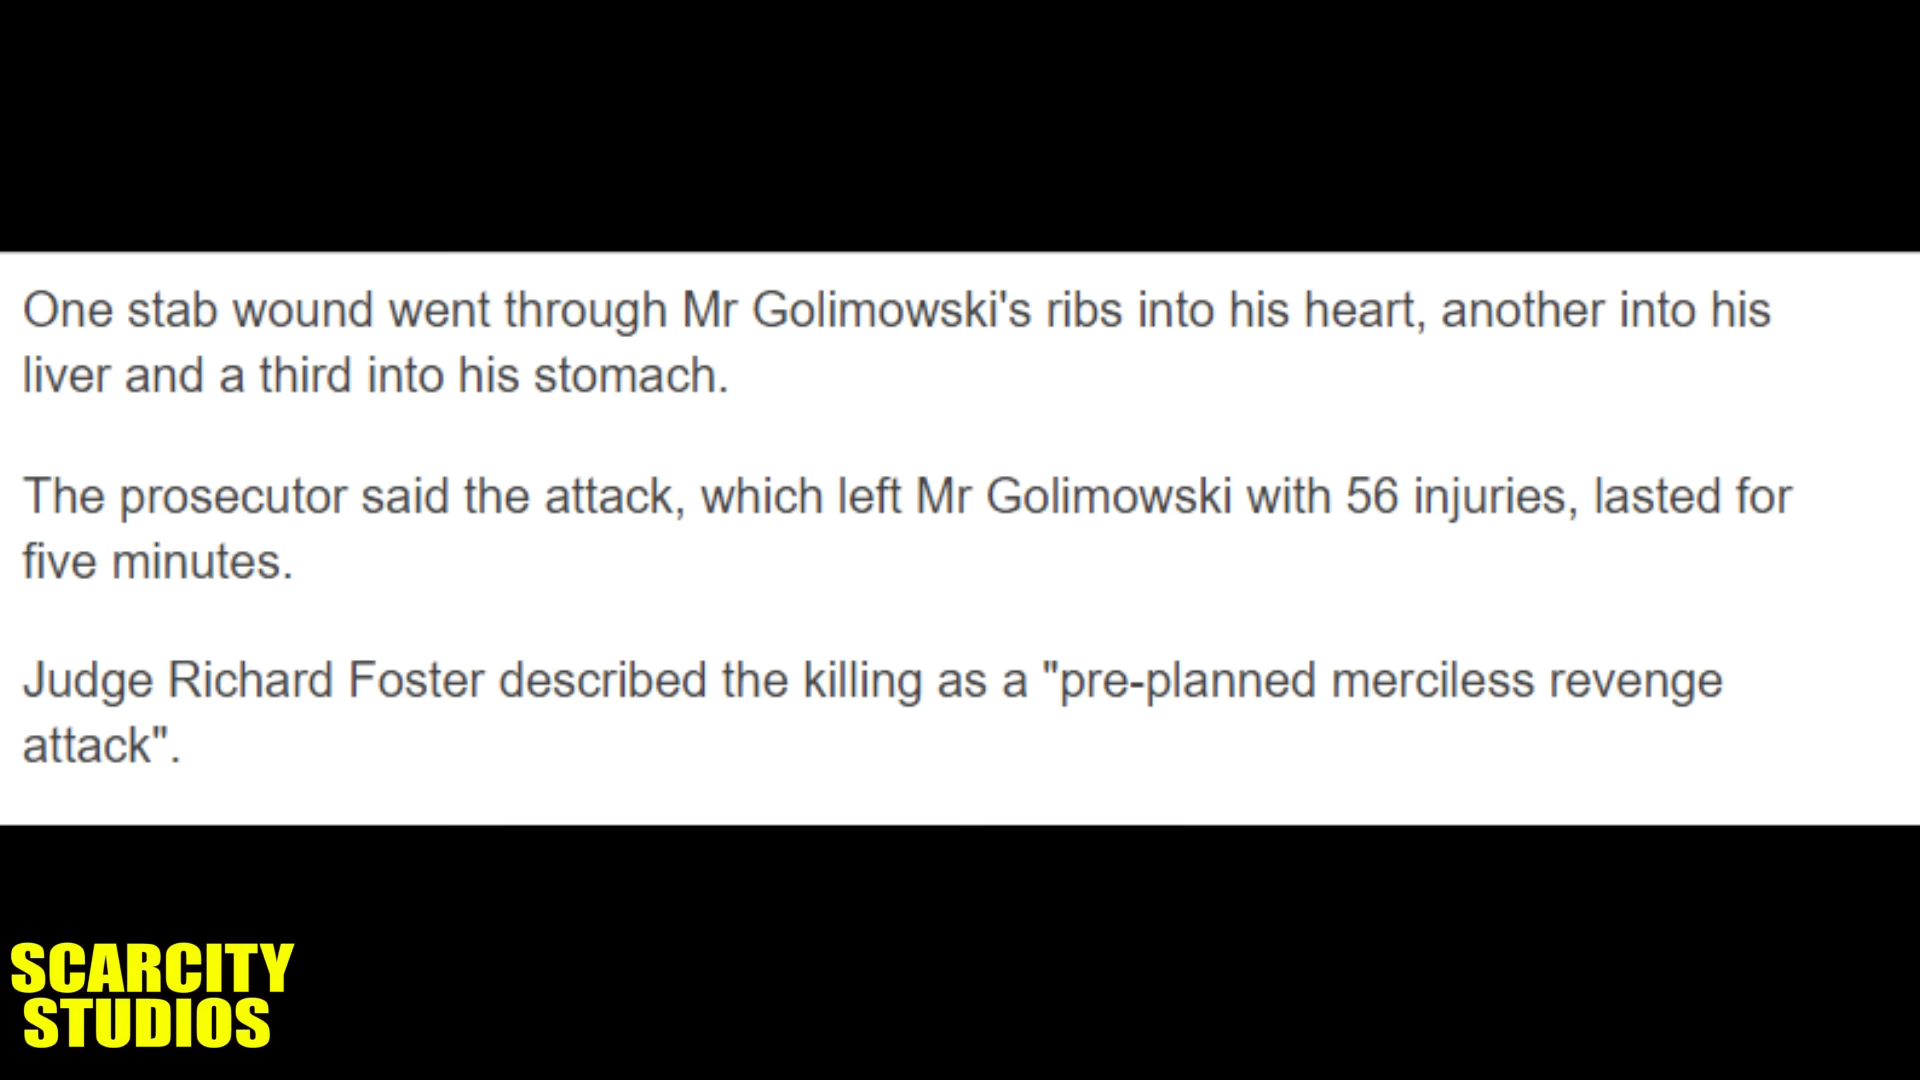 One stab wound went through Mr Golimowski's ribs into his heart, another into his
liver and a third into his stomach.
The prosecutor said the attack, which left Mr Golimowski with 56 injuries, lasted for
five minutes.
Judge Richard Foster described the killing as a "pre-planned merciless revenge
attack".
SCARCITY
STUDIOS